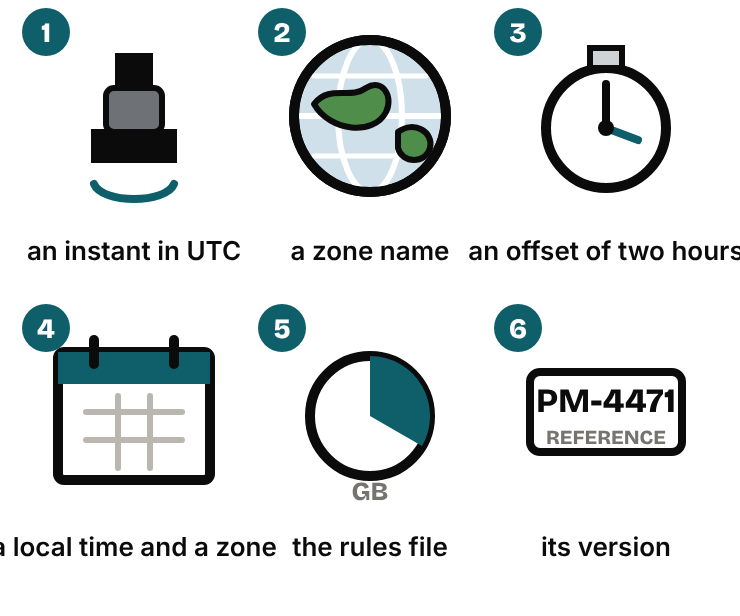 1
2
3
an instant in UTC
a zone name
an offset of two hours
4
5
6
PM-4471
REFERENCE
GB
a local time and a zone
the rules file
its version